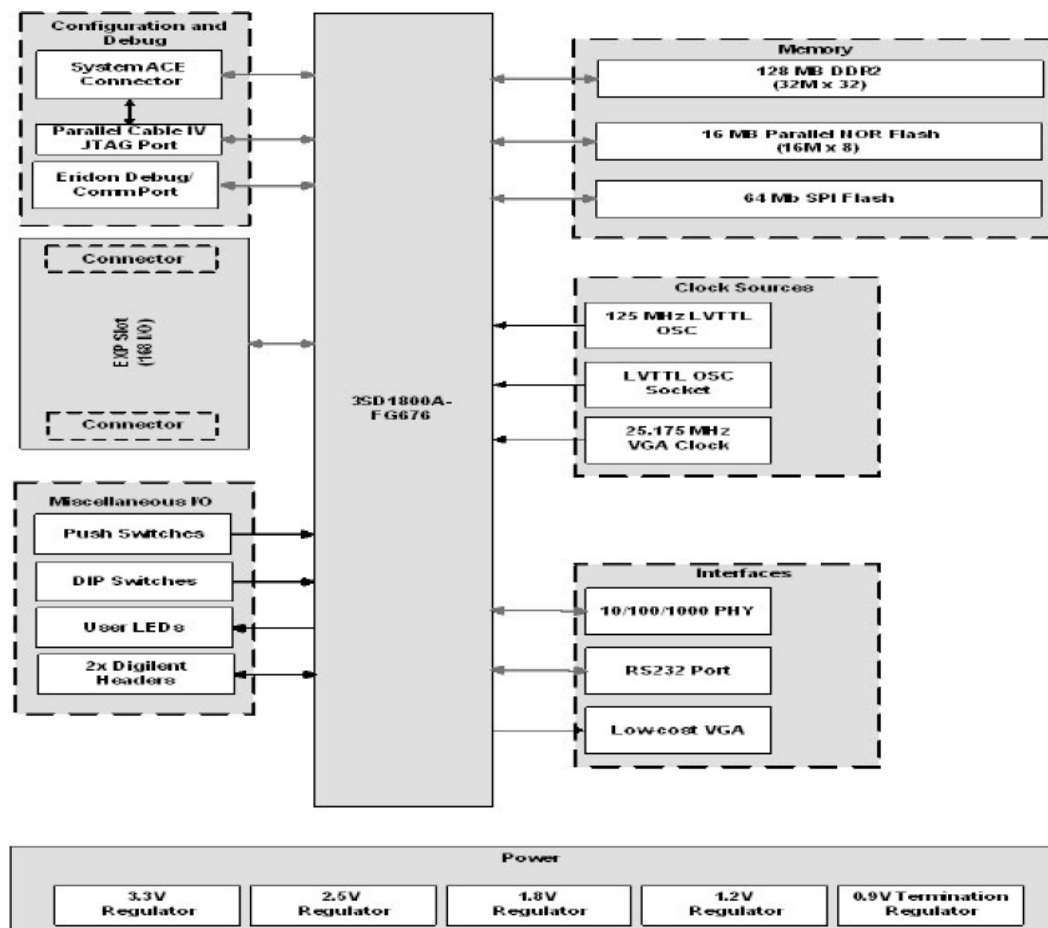 Configuration and
Debug
System ACE
Connector
Parallel Cable IV
JTAG Port
Eridon Debug/
CommPort
Connector
EXP Slot
(168 I/O)
Connector
Miscellaneous I/O
Push Switches
DIP Switches
User LEDs
2x Digilent
Headers
3SD1800A-
FG676
Memory
128 MB DDR2
(32M x 32)
16 MB Parallel NOR Flash
(16M x 8)
64 Mb SPI Flash
Clock Sources
125 MHz LVTTL
OSC
LVTTL OSC
Socket
25.175 MHz
VGA Clock
Interfaces
10/100/1000 PHY
RS232 Port
Low-cost VGA
Power
3.3V
Regulator
2.5V
Regulator
1.8V
Regulator
1.2V
Regulator
0.9V Termination
Regulator